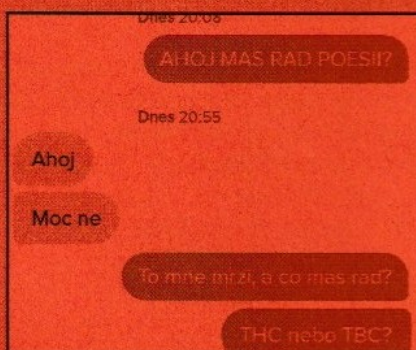 Dnes 20:08
AHOJ MAS RAD POESII?
Dnes 20:55
Ahoj
Moc ne
To mne mrzi, a co mas rad?
THC nebo TBC?